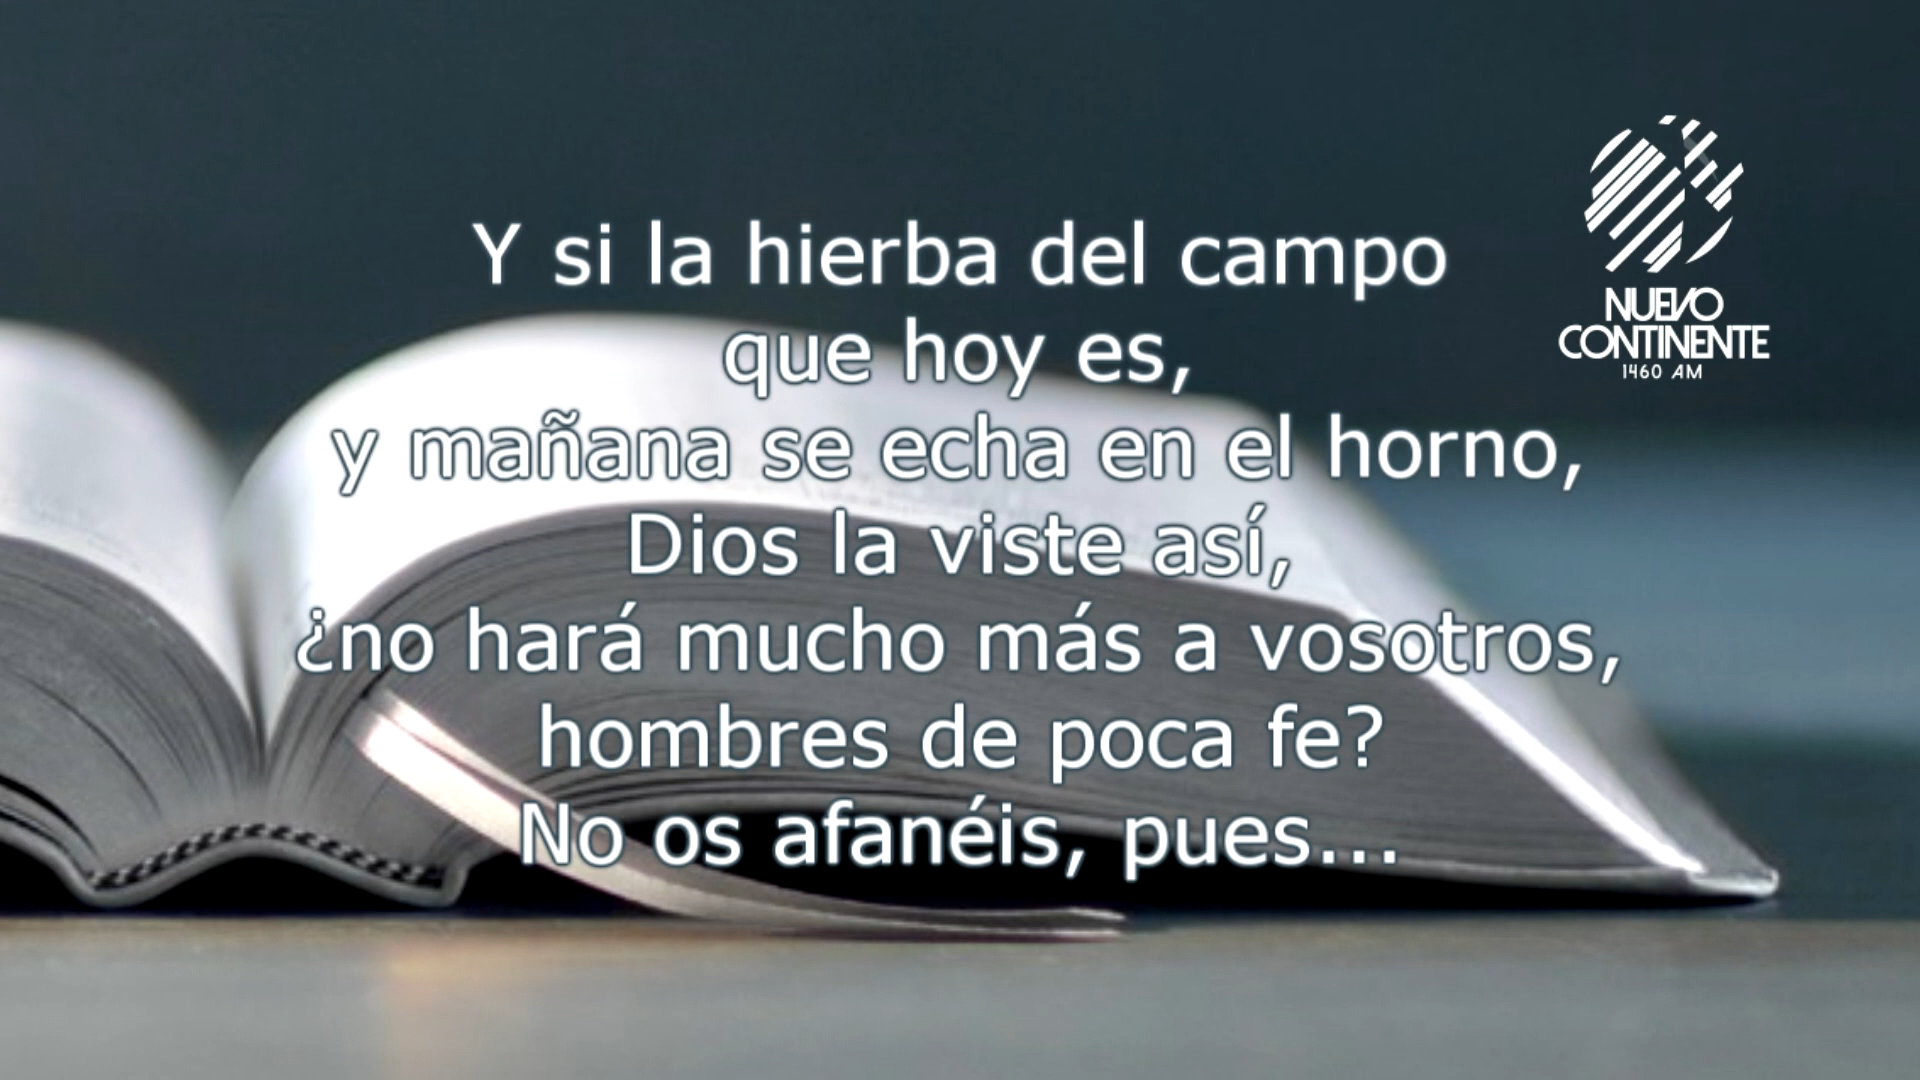 Y si la hierba del campo
que hoy es,
y mañana se echa en el horno,
Dios la viste así,
¿no hará mucho más a vosotros,
hombres de poca fe?
No os afanéis, pues...
NUEVO
CONTINENTE
1460 AM